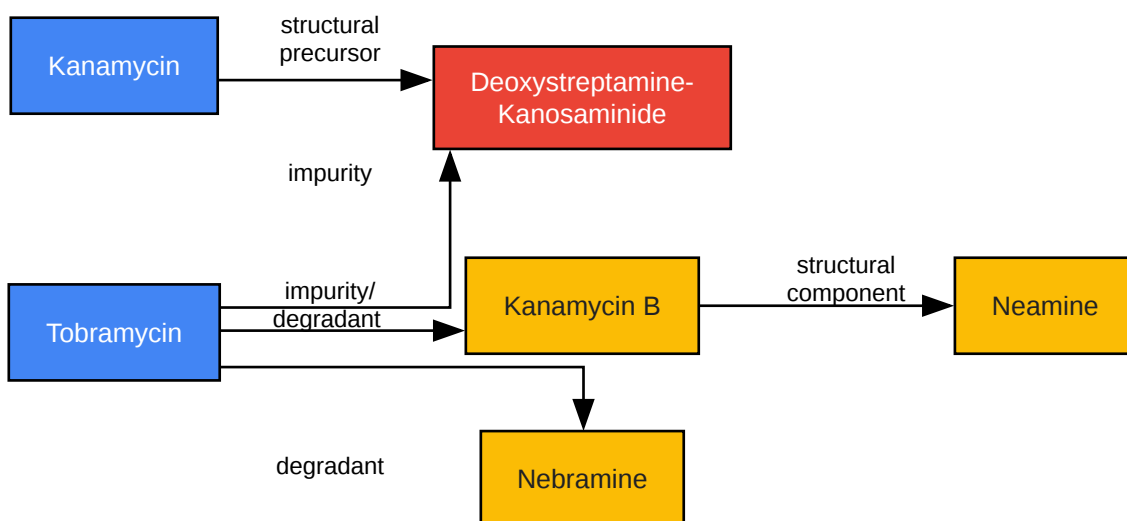 structural
precursor
Kanamycin
Deoxystreptamine-
Kanosaminide
impurity
impurity/
degradant
Tobramycin
Kanamycin B
structural
component
Neamine
degradant
Nebramine